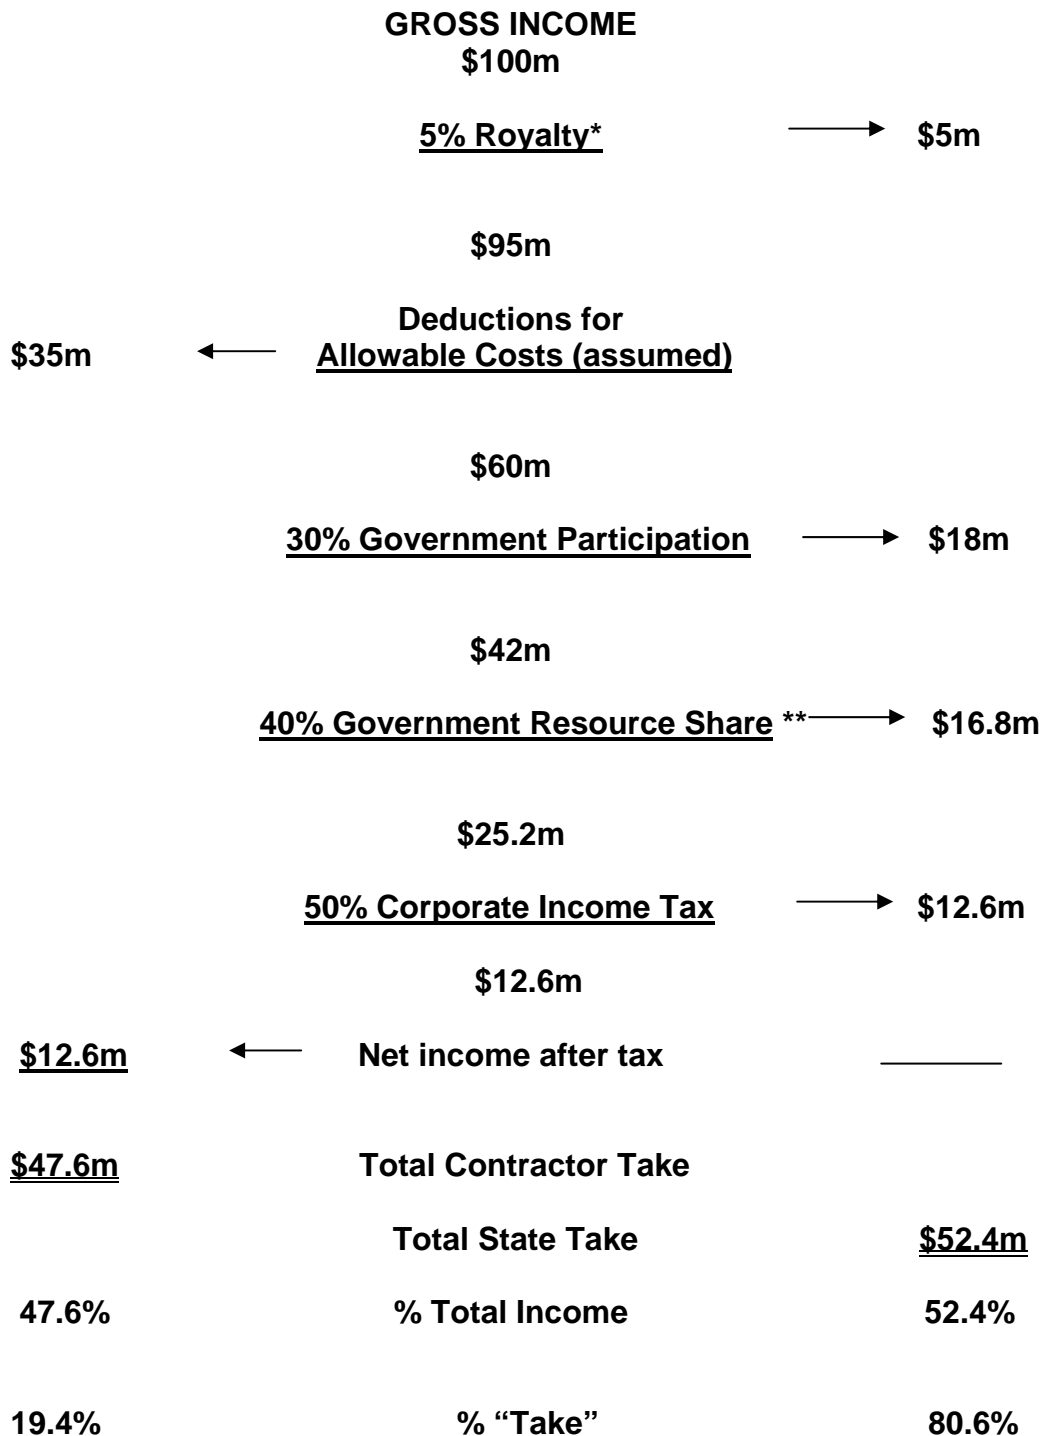 GROSS INCOME
$100m
5% Royalty* $5m
$95m
Deductions for
$35m Allowable Costs (assumed)
$60m
30% Government Participation $18m
$42m
40% Government Resource Share ** $16.8m
$25.2m
50% Corporate Income Tax $12.6m
$12.6m
$12.6m Net income after tax
$47.6m Total Contractor Take
Total State Take $52.4m
47.6% % Total Income 52.4%
19.4% % “Take” 80.6%